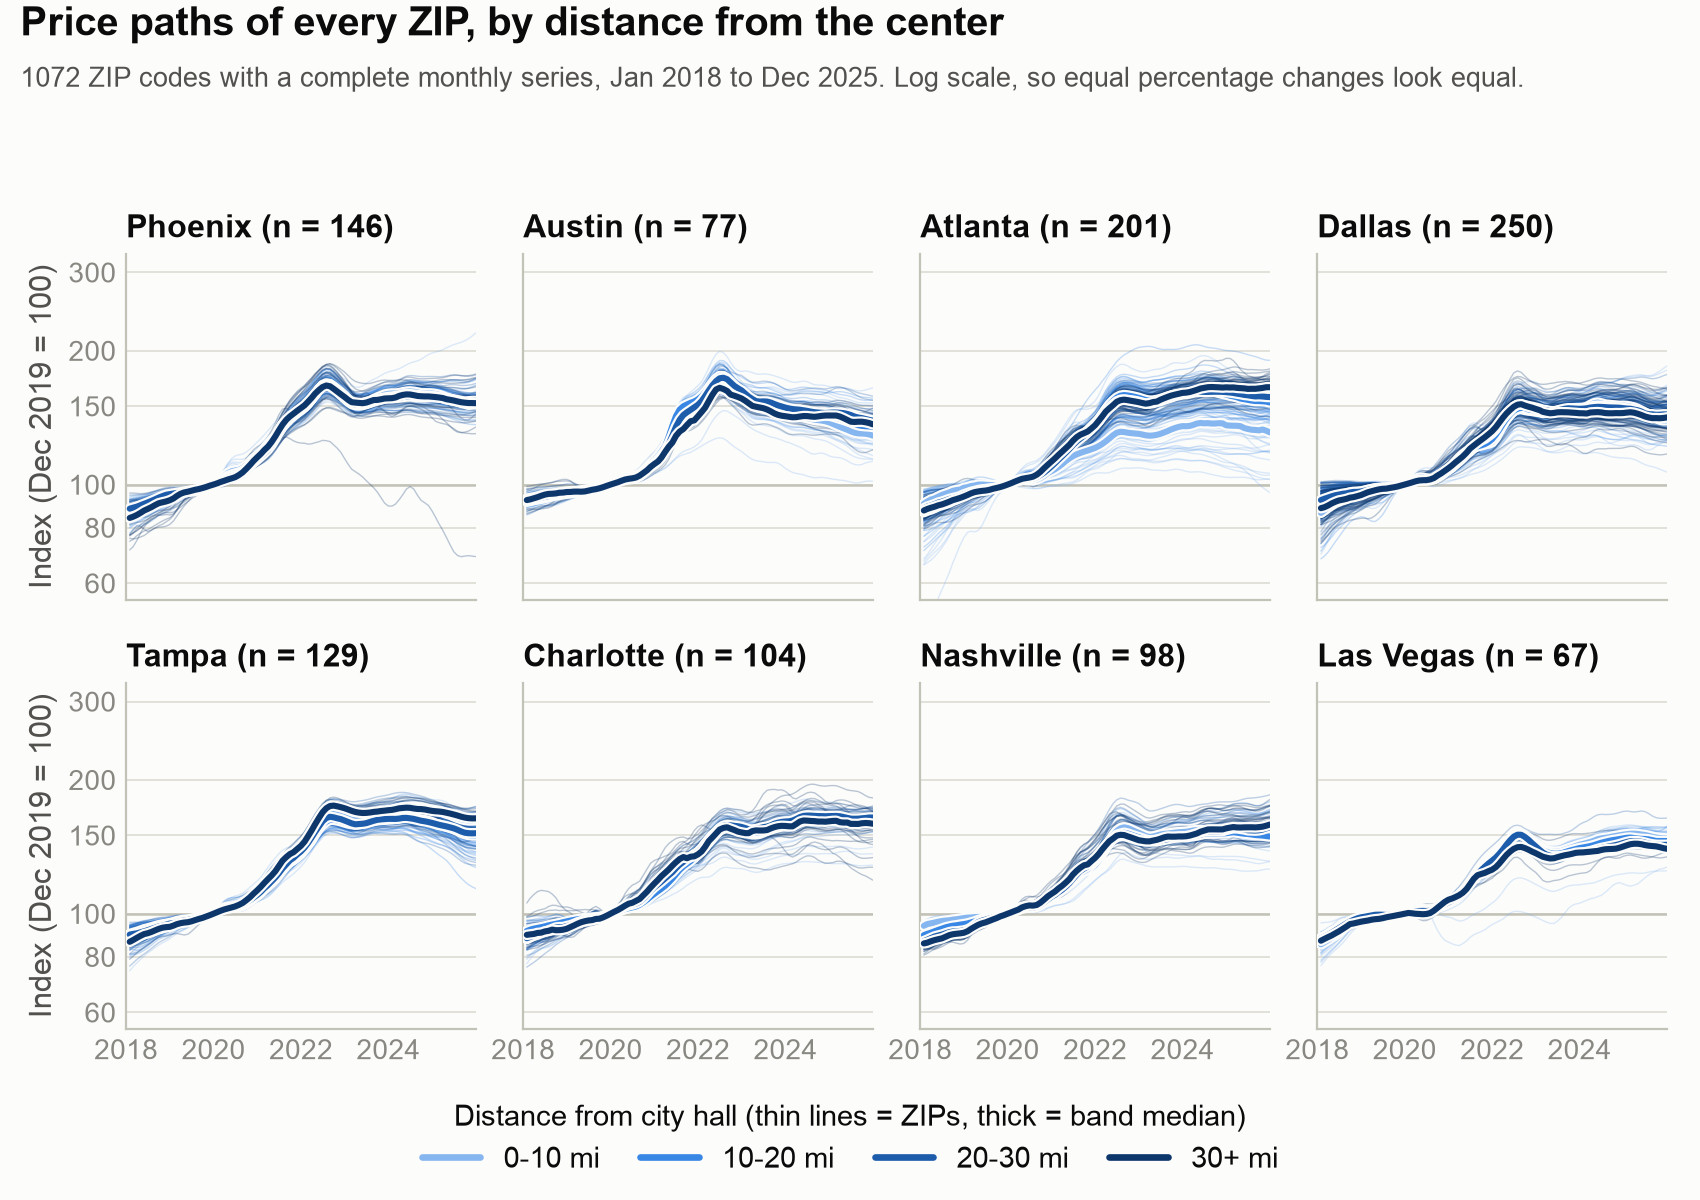 Price paths of every ZIP, by distance from the center
1072 ZIP codes with a complete monthly series, Jan 2018 to Dec 2025. Log scale, so equal percentage changes look equal.
Phoenix (n = 146)
Austin (n = 77)
Atlanta (n = 201)
Dallas (n = 250)
Index (Dec 2019 = 100)
300
200
150
100
80
60
Tampa (n = 129)
Charlotte (n = 104)
Nashville (n = 98)
Las Vegas (n = 67)
Index (Dec 2019 = 100)
300
200
150
100
80
60
2018 2020 2022 2024
2018 2020 2022 2024
2018 2020 2022 2024
2018 2020 2022 2024
Distance from city hall (thin lines = ZIPs, thick = band median)
0-10 mi 10-20 mi 20-30 mi 30+ mi